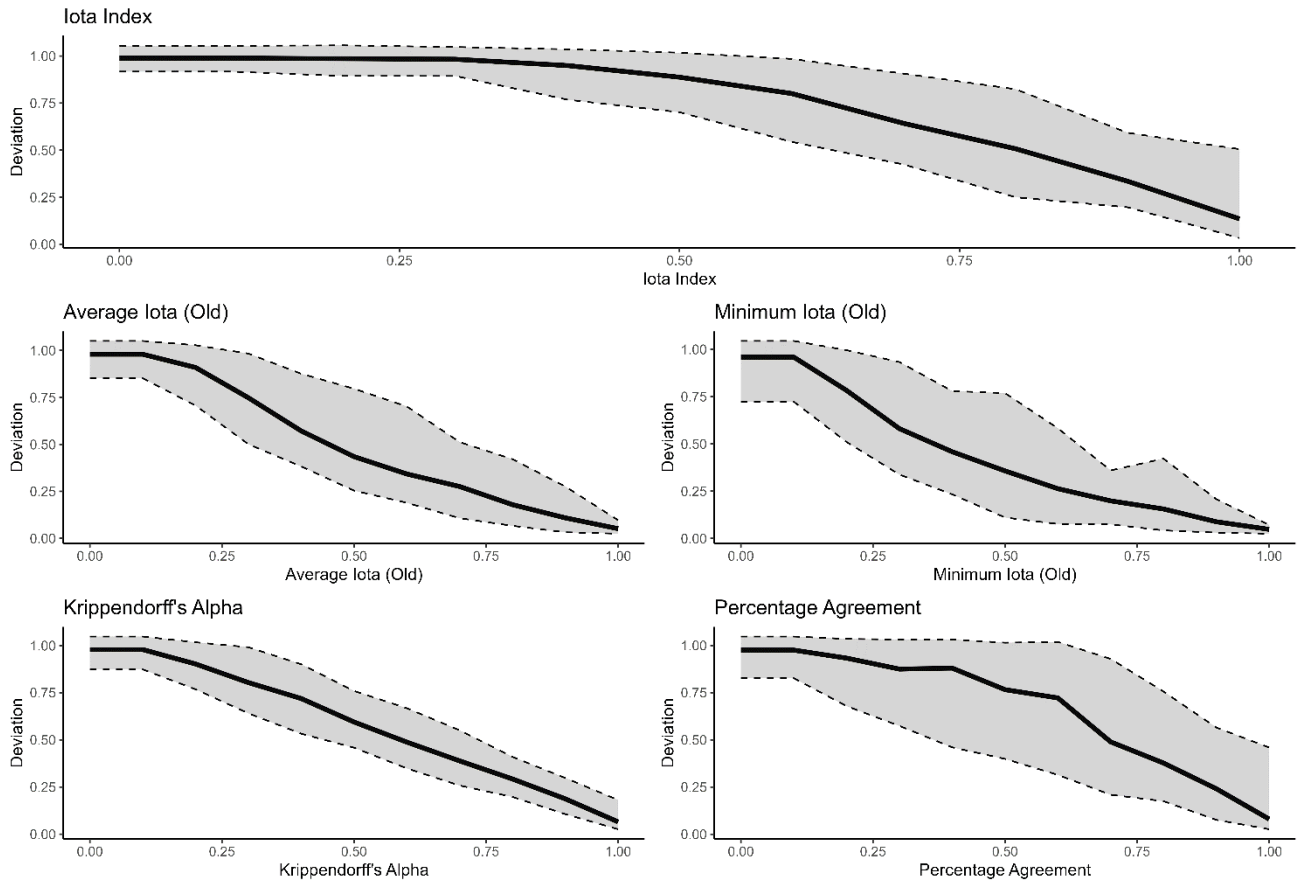 Iota Index
Deviation
1.00
0.75
0.50
0.25
0.00
0.00 0.25 0.50 0.75 1.00
Iota Index
Average Iota (Old)
Deviation
1.00
0.75
0.50
0.25
0.00
0.00 0.25 0.50 0.75 1.00
Average Iota (Old)
Minimum Iota (Old)
Deviation
1.00
0.75
0.50
0.25
0.00
0.00 0.25 0.50 0.75 1.00
Minimum Iota (Old)
Krippendorff's Alpha
Deviation
1.00
0.75
0.50
0.25
0.00
0.00 0.25 0.50 0.75 1.00
Krippendorff's Alpha
Percentage Agreement
Deviation
1.00
0.75
0.50
0.25
0.00
0.00 0.25 0.50 0.75 1.00
Percentage Agreement